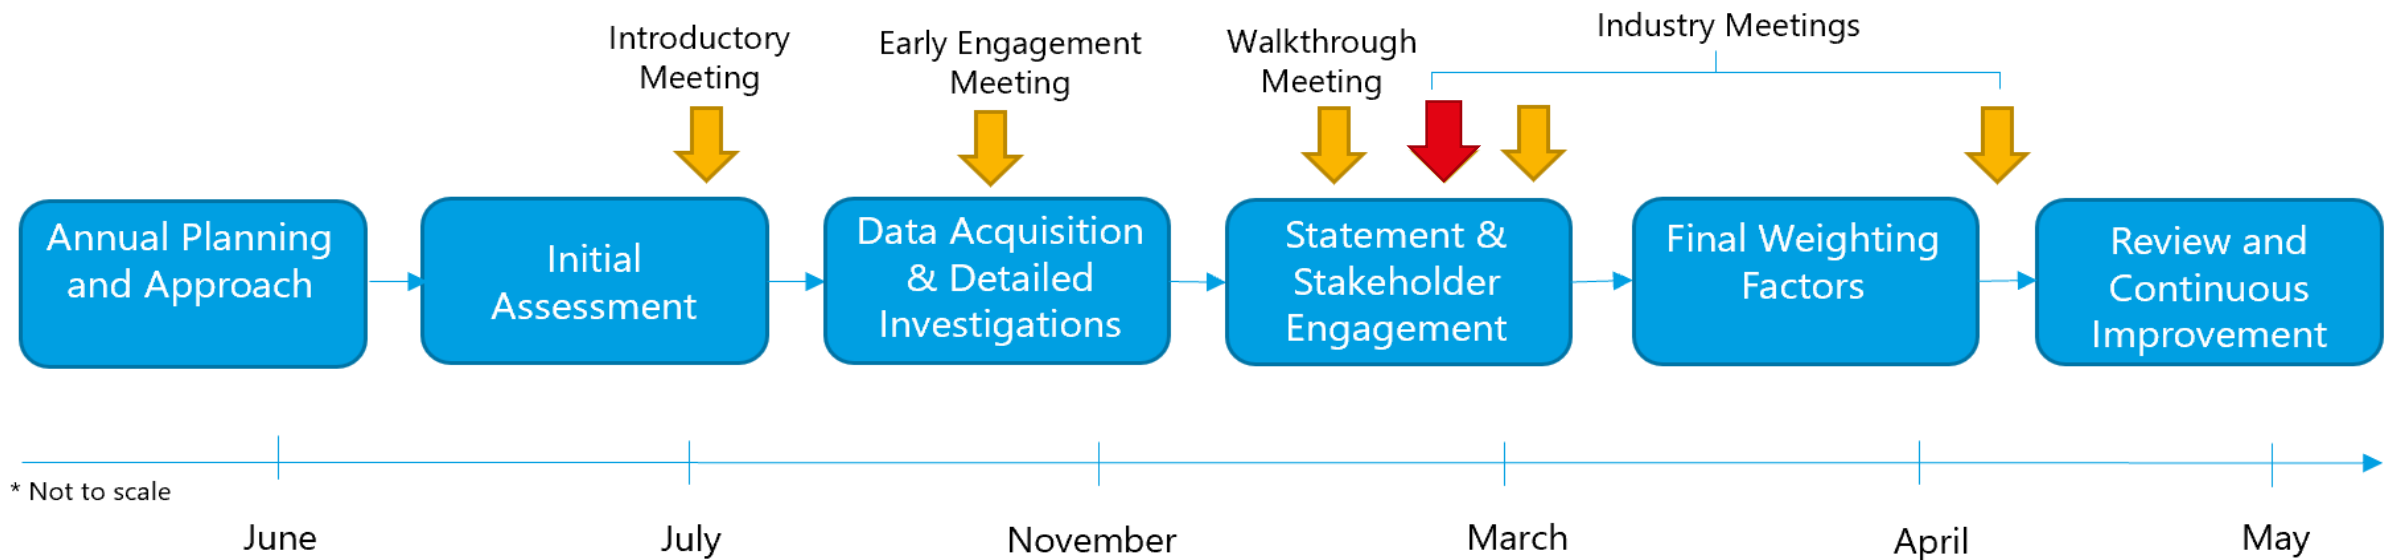 Introductory
Meeting
Early Engagement
Meeting
Walkthrough
Meeting
Industry Meetings
Annual Planning
and Approach
Initial
Assessment
Data Acquisition
& Detailed
Investigations
Statement &
Stakeholder
Engagement
Final Weighting
Factors
Review and
Continuous
Improvement
* Not to scale
June
July
November
March
April
May